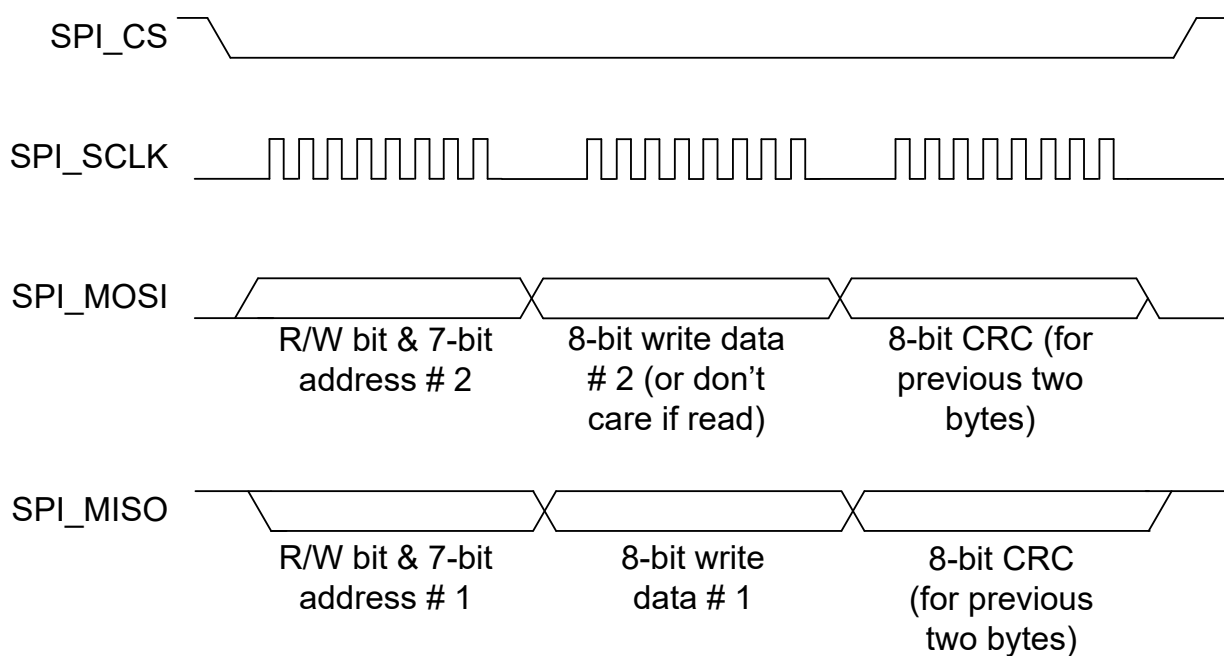 SPI_CS
SPI_SCLK
SPI_MOSI
R/W bit & 7-bit
address # 2
8-bit write data
# 2 (or don’t
care if read)
8-bit CRC (for
previous two
bytes)
SPI_MISO
R/W bit & 7-bit
address # 1
8-bit write
data # 1
8-bit CRC
(for previous
two bytes)